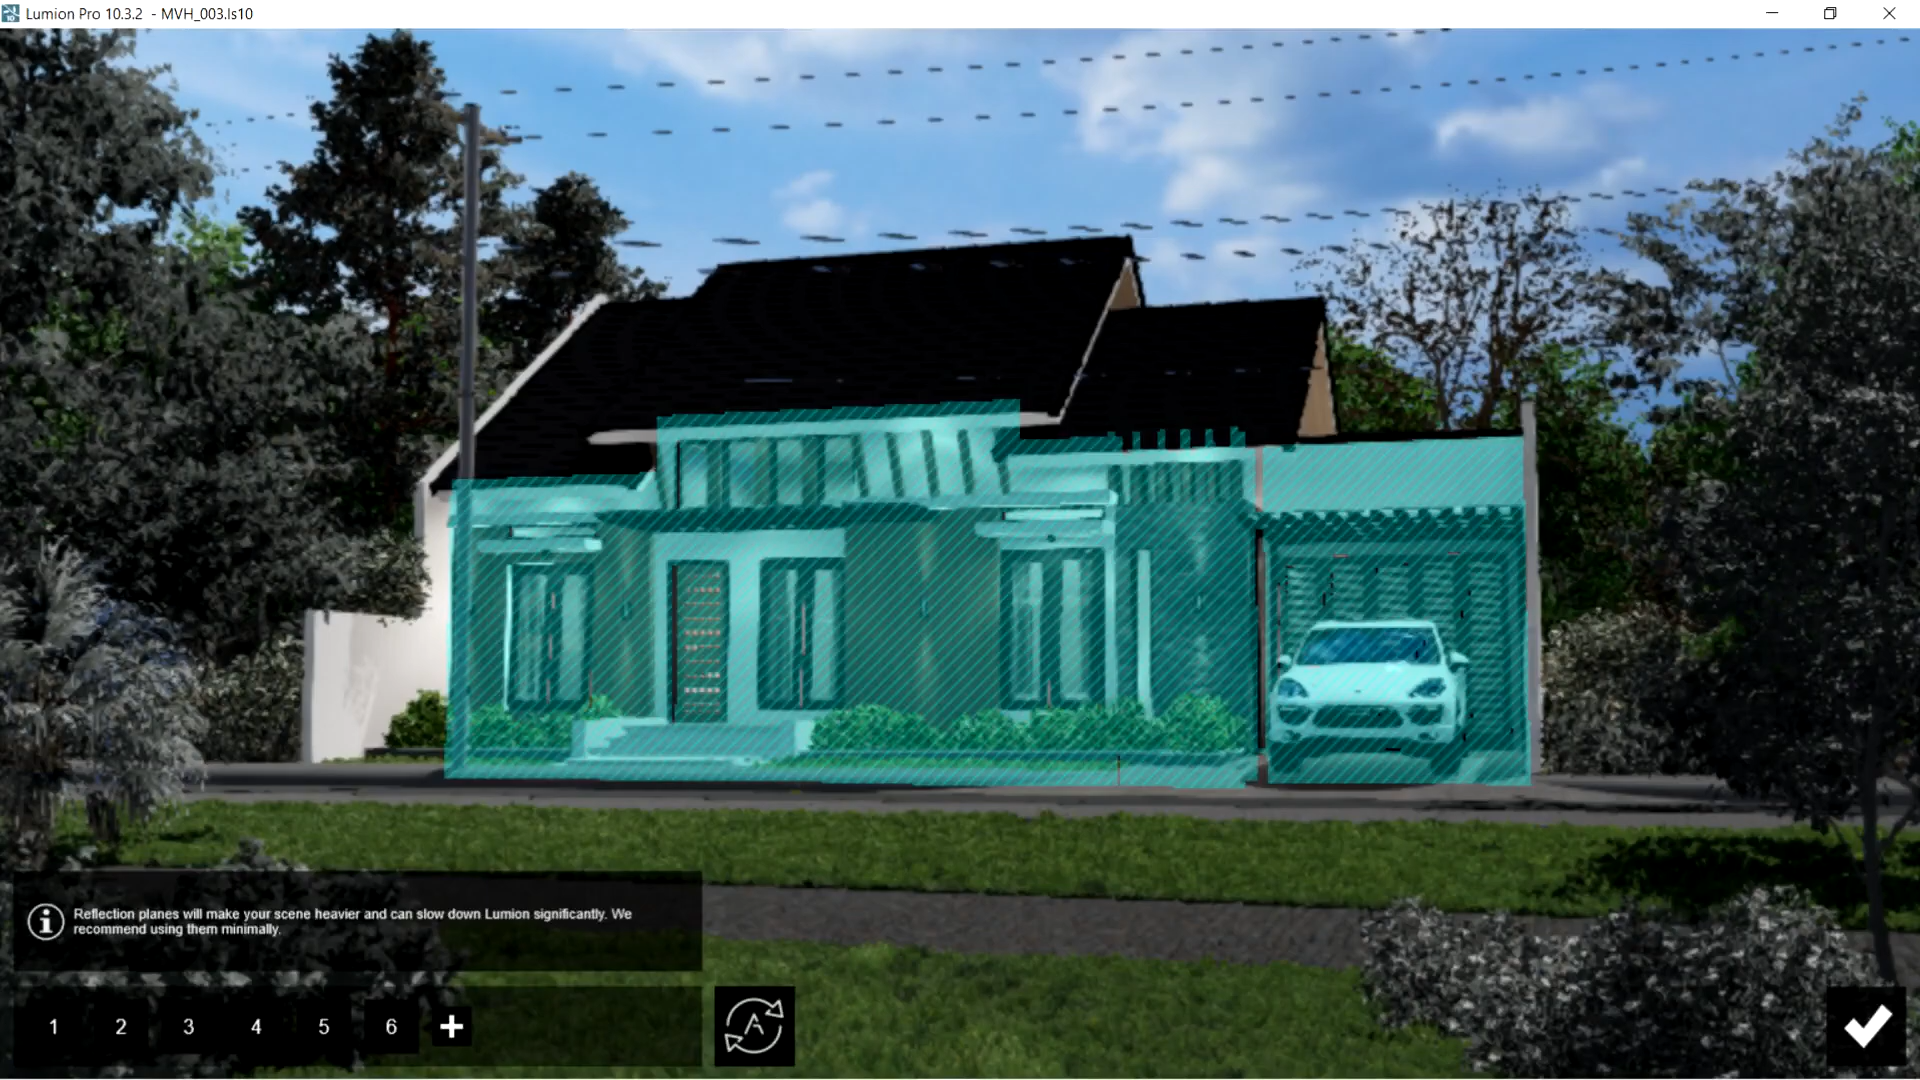 Lumion Pro 10.3.2 - MVH_003.ls10
Reflection planes will make your scene heavier and can slow down Lumion significantly. We
recommend using them minimally.
1 2 3 4 5 6 +
A